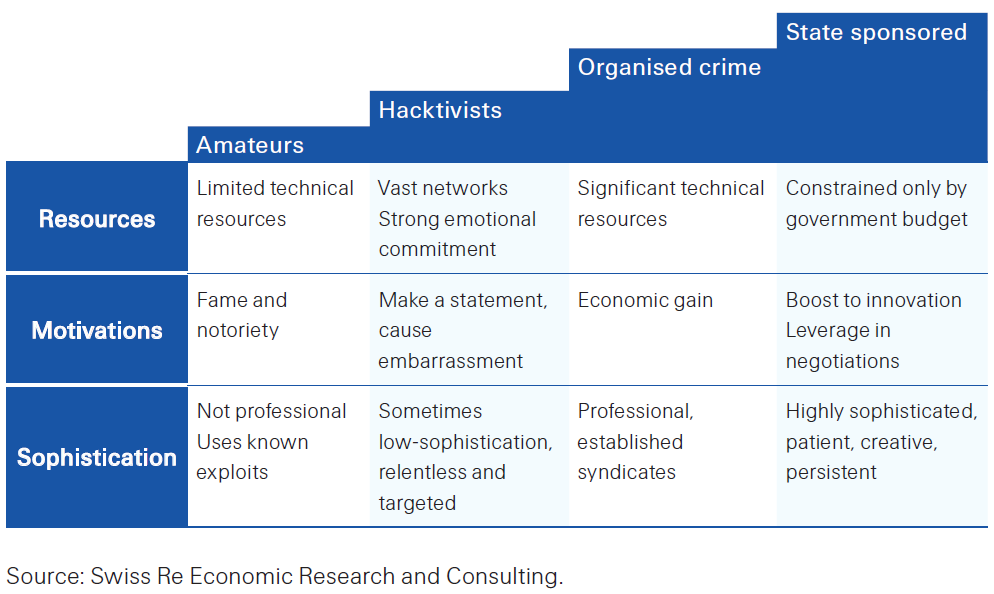 State sponsored
Organised crime
Hacktivists
Amateurs
Resources
Limited technical
resources
Vast networks
Strong emotional
commitment
Significant technical
resources
Constrained only by
government budget
Motivations
Fame and
notoriety
Make a statement,
cause
embarrassment
Economic gain
Boost to innovation
Leverage in
negotiations
Sophistication
Not professional
Uses known
exploits
Sometimes
low-sophistication,
relentless and
targeted
Professional,
established
syndicates
Highly sophisticated,
patient, creative,
persistent
Source: Swiss Re Economic Research and Consulting.